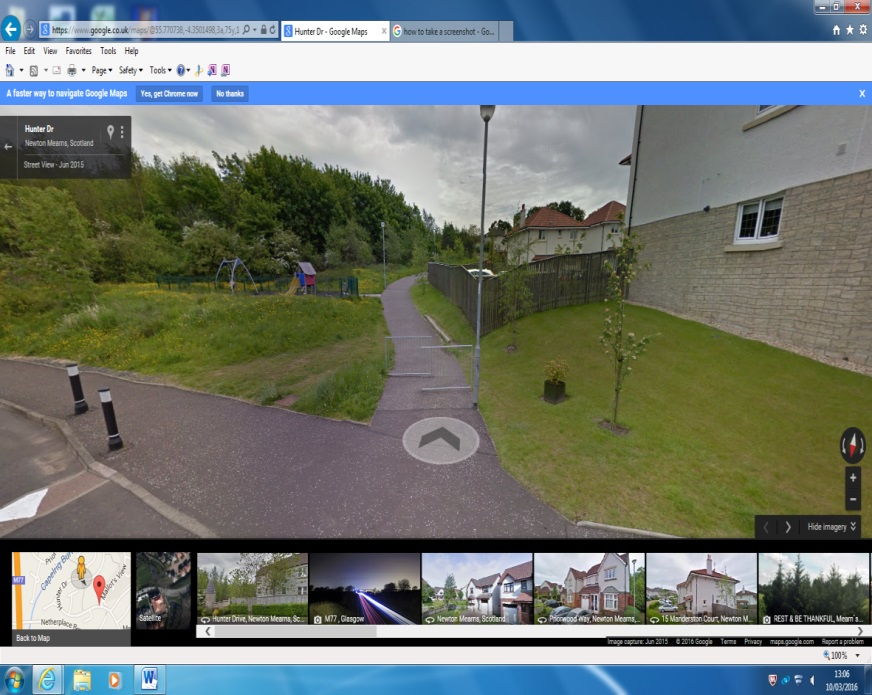 https://www.google.co.uk/maps/@55.770738,-4.3501498,3a,75y,1
Hunter Dr - Google Maps
how to take a screenshot - Go...
File Edit View Favorites Tools Help
Page Safety Tools
A faster way to navigate Google Maps Yes, get Chrome now No thanks X
Hunter Dr
Newton Mearns, Scotland
Street View - Jun 2015
Hide imagery
M77
Capelrig Bu
Hunter Dr
Mallot's View
Netherplace R
Back to Map
Satellite
Hunter Drive, Newton Mearns, Sc...
M77, Glasgow
Newton Mearns, Scotland
Pilotwood Way, Newton Mearns,...
15 Manderston Court, Newton M...
REST & BE THANKFUL, Mearn's...
Image capture: Jun 2015 © 2016 Google Terms Privacy maps.google.com Report a problem
100%
13:06
10/03/2016